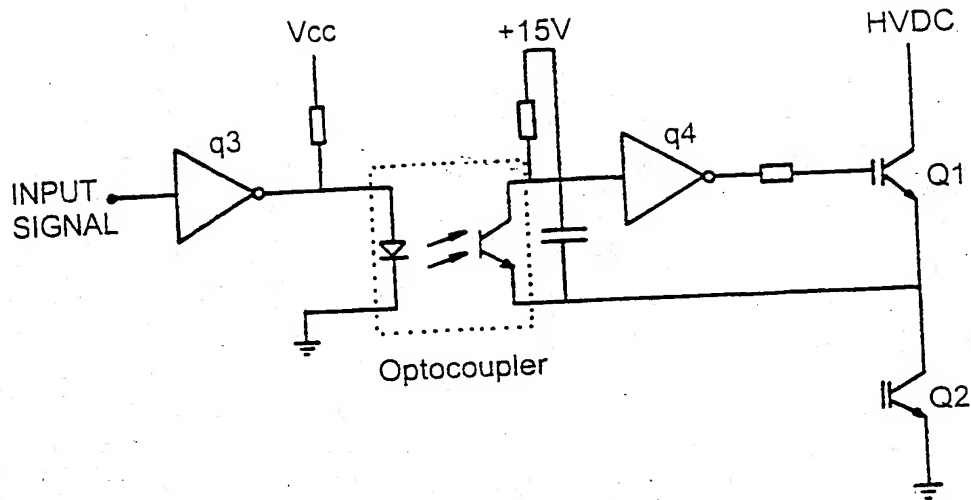 Vcc
+15V
HVDC
q3
q4
INPUT
SIGNAL
Q1
Optocoupler
Q2